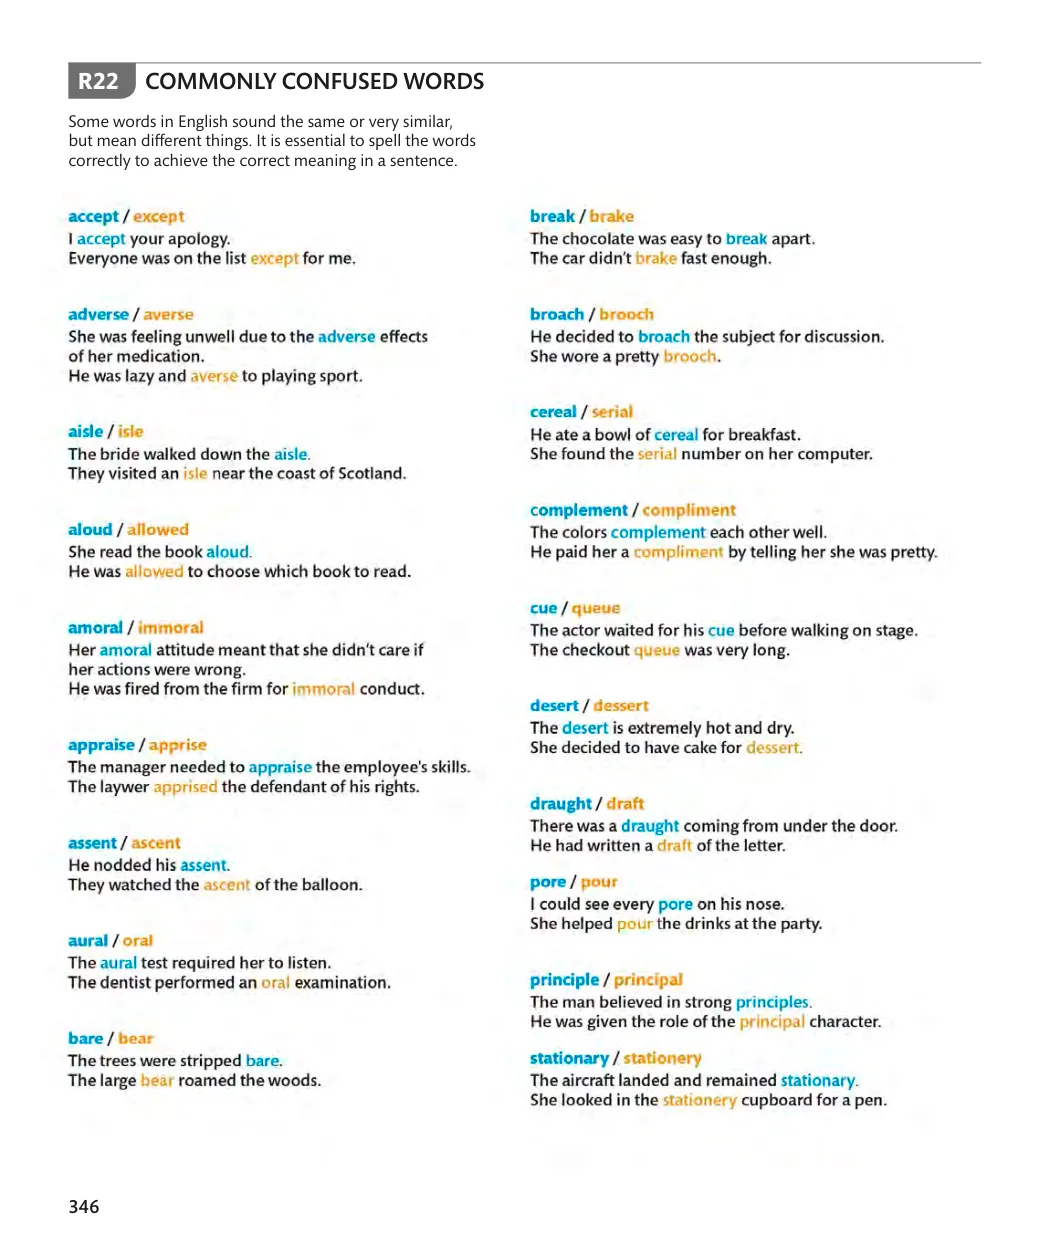 R22 COMMONLY CONFUSED WORDS
Some words in English sound the same or very similar,
but mean different things. It is essential to spell the words
correctly to achieve the correct meaning in a sentence.
accept / except
I accept your apology.
Everyone was on the list except for me.
adverse / averse
She was feeling unwell due to the adverse effects
of her medication.
He was lazy and averse to playing sport.
aisle / isle
The bride walked down the aisle.
They visited an isle near the coast of Scotland.
aloud / allowed
She read the book aloud.
He was allowed to choose which book to read.
amoral / immoral
Her amoral attitude meant that she didn't care if
her actions were wrong.
He was fired from the firm for immoral conduct.
appraise / apprise
The manager needed to appraise the employee's skills.
The laywer apprised the defendant of his rights.
assent / ascent
He nodded his assent.
They watched the ascent of the balloon.
aural / oral
The aural test required her to listen.
The dentist performed an oral examination.
bare / bear
The trees were stripped bare.
The large bear roamed the woods.
break / brake
The chocolate was easy to break apart.
The car didn't brake fast enough.
broach / brooch
He decided to broach the subject for discussion.
She wore a pretty brooch.
cereal / serial
He ate a bowl of cereal for breakfast.
She found the serial number on her computer.
complement / compliment
The colors complement each other well.
He paid her a compliment by telling her she was pretty.
cue / queue
The actor waited for his cue before walking on stage.
The checkout queue was very long.
desert / dessert
The desert is extremely hot and dry.
She decided to have cake for dessert.
draught / draft
There was a draught coming from under the door.
He had written a draft of the letter.
pore / pour
I could see every pore on his nose.
She helped pour the drinks at the party.
principle / principal
The man believed in strong principles.
He was given the role of the principal character.
stationary / stationery
The aircraft landed and remained stationary.
She looked in the stationery cupboard for a pen.
346